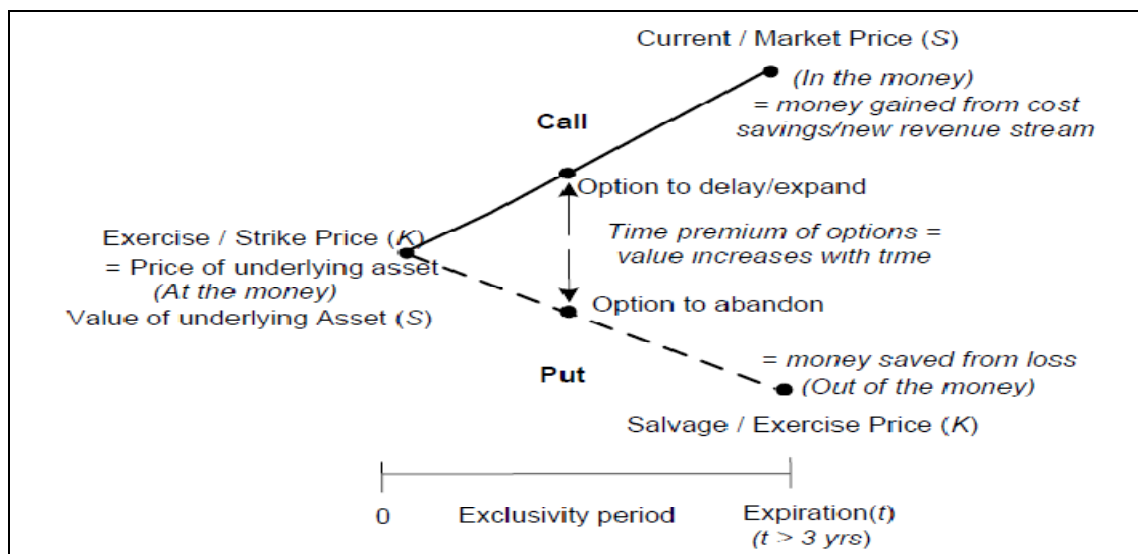 Current / Market Price (S)
(In the money)
= money gained from cost
savings/new revenue stream
Call
Option to delay/expand
Exercise / Strike Price (K)
= Price of underlying asset
(At the money)
Value of underlying Asset (S)
Time premium of options =
value increases with time
Option to abandon
Put
= money saved from loss
(Out of the money)
Salvage / Exercise Price (K)
0
Exclusivity period
Expiration(t)
(t > 3 yrs)